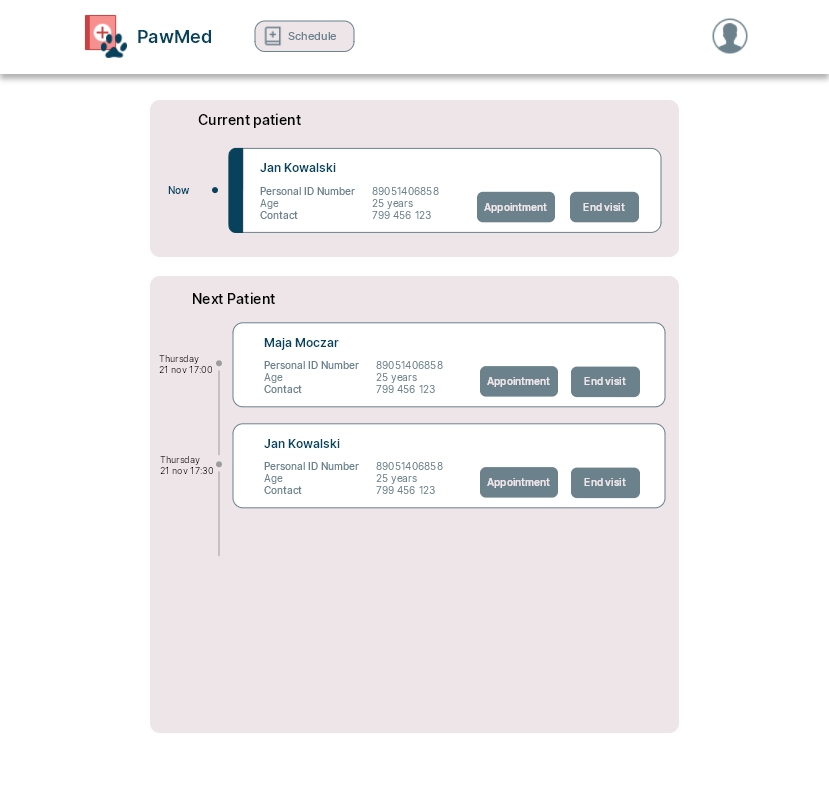 PawMed
Schedule
Current patient
Now
Jan Kowalski
Personal ID Number 89051406858
Age 25 years
Contact 799 456 123
Appointment End visit
Next Patient
Thursday
21 nov 17:00
Maja Moczar
Personal ID Number 89051406858
Age 25 years
Contact 799 456 123
Appointment End visit
Thursday
21 nov 17:30
Jan Kowalski
Personal ID Number 89051406858
Age 25 years
Contact 799 456 123
Appointment End visit